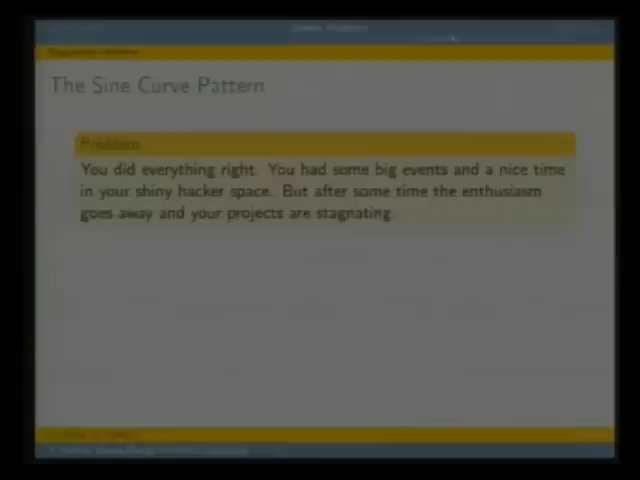 The Sine Curve Pattern
Problem
You did everything right. You had some big events and a nice time
in your shiny hacker space. But after some time the enthusiasm
goes away and your projects are stagnating.